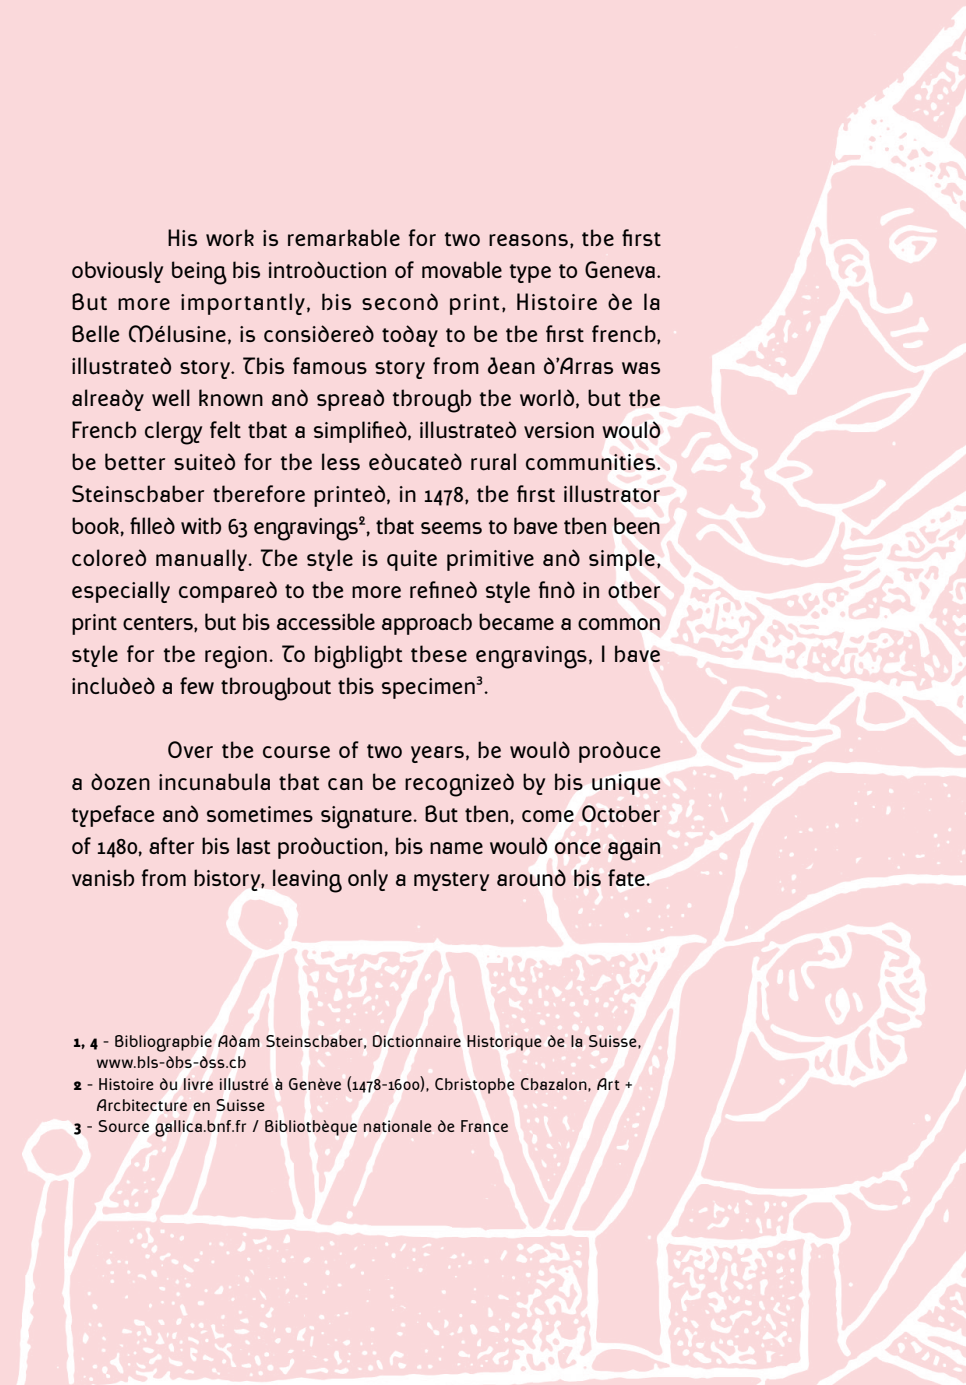 His work is remarkable for two reasons, the first
obviously being his introduction of movable type to Geneva.
But more importantly, his second print, Histoire de la
Belle Mélusine, is considered today to be the first french,
illustrated story. This famous story from Jean d'Arras was
already well known and spread through the world, but the
French clergy felt that a simplified, illustrated version would
be better suited for the less educated rural communities.
Steinschaber therefore printed, in 1478, the first illustrator
book, filled with 63 engravings², that seems to have then been
colored manually. The style is quite primitive and simple,
especially compared to the more refined style find in other
print centers, but his accessible approach became a common
style for the region. To highlight these engravings, I have
included a few throughout this specimen³.
Over the course of two years, he would produce
a dozen incunabula that can be recognized by his unique
typeface and sometimes signature. But then, come October
of 1480, after his last production, his name would once again
vanish from history, leaving only a mystery around his fate.
1, 4 - Bibliographie Adam Steinschaber, Dictionnaire Historique de la Suisse,
www.hls-dhs-dss.ch
2 - Histoire du livre illustré à Genève (1478-1600), Christophe Chazalon, Art +
Architecture en Suisse
3 - Source gallica.bnf.fr / Bibliothèque nationale de France